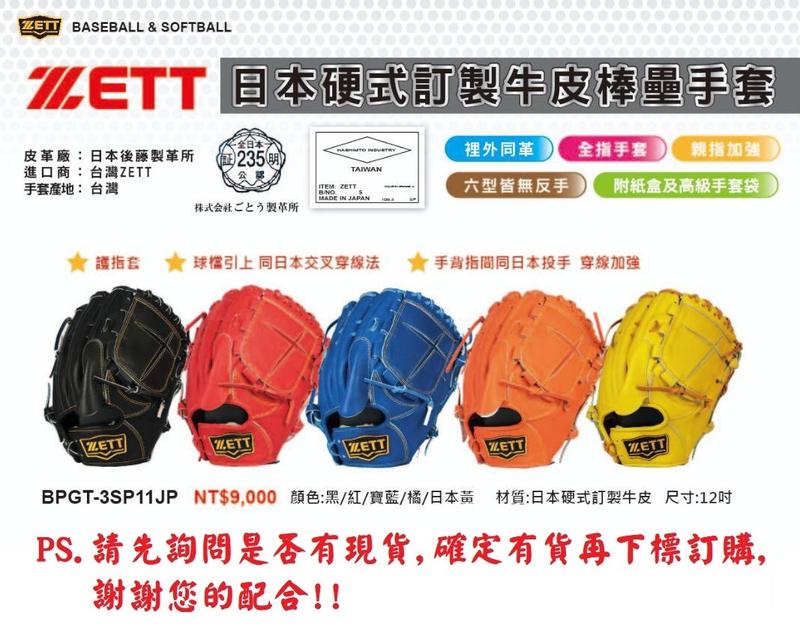 ZETT BASEBALL & SOFTBALL
ZETT 日本硬式訂製牛皮棒壘手套
皮革廠：日本後藤製革所
進口商：台灣ZETT
手套產地：台灣
全日本
証 235 明
公認
株式会社ごとう製革所
HASHIMOTO INDUSTRY
TAIWAN
ITEM: ZETT
B/NO. 5
MADE IN JAPAN
裡外同革 全指手套 親指加強
六型皆無反手 附紙盒及高級手套袋
護指套 球檔引上 同日本交叉穿線法 手背指間同日本投手 穿線加強
ZETT ZETT ZETT ZETT ZETT
BPGT-3SP11JP NT$9,000 顏色:黑/紅/寶藍/橘/日本黃 材質:日本硬式訂製牛皮 尺寸:12吋
PS.請先詢問是否有現貨,確定有貨再下標訂購,
謝謝您的配合!!